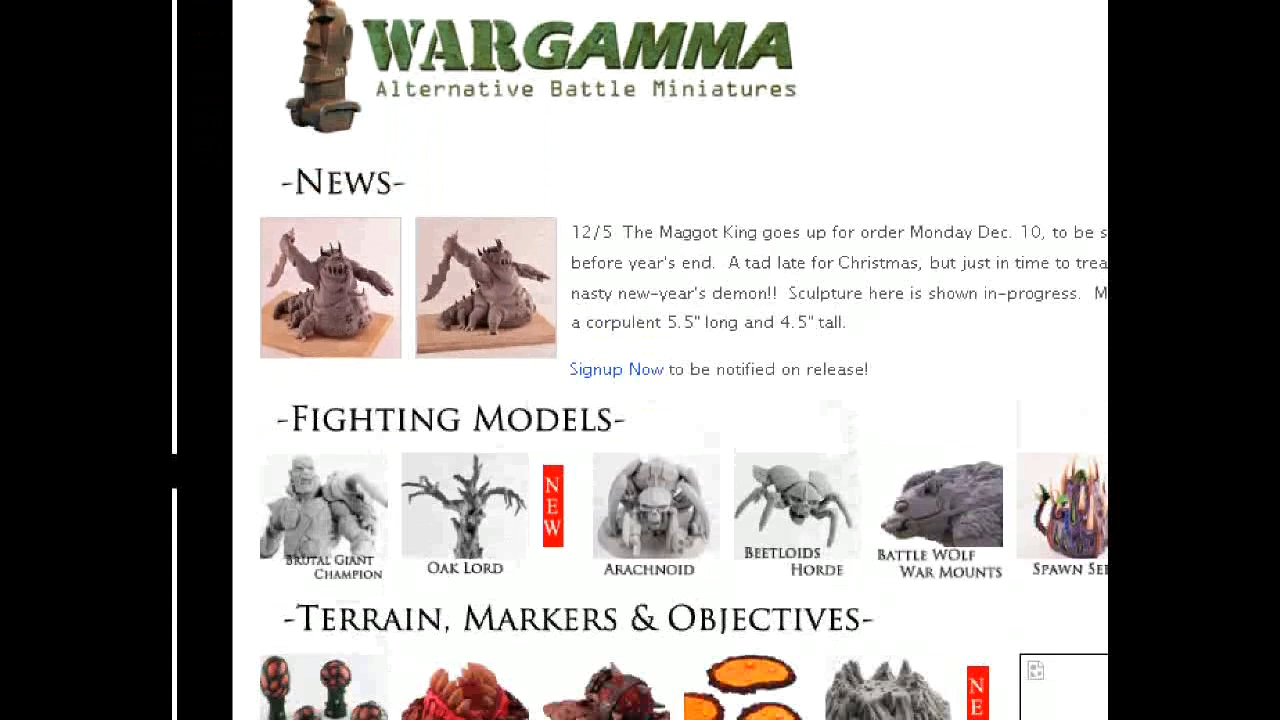 WARGAMMA
Alternative Battle Miniatures
-NEWS-
12/5 The Maggot King goes up for order Monday Dec. 10, to be s
before year's end. A tad late for Christmas, but just in time to trea
nasty new-year's demon!! Sculpture here is shown in-progress. M
a corpulent 5.5" long and 4.5" tall.
Signup Now to be notified on release!
-FIGHTING MODELS-
BRUTAL GIANT
CHAMPION
OAK LORD
NEW
ARACHNOID
BEETLOIDS
HORDE
BATTLE WOLF
WAR MOUNTS
SPAWN SE
-TERRAIN, MARKERS & OBJECTIVES-
NE